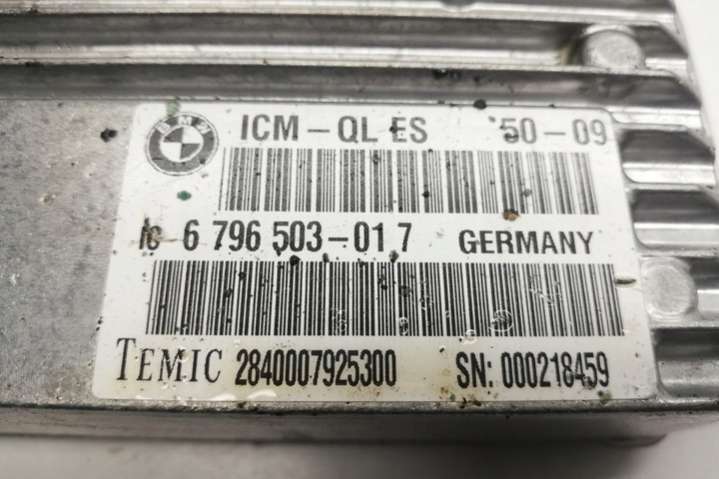 BMW
ICM-QL ES 50-09
6 796 503-01 7 GERMANY
TEMIC 2840007925300 SN: 000218459